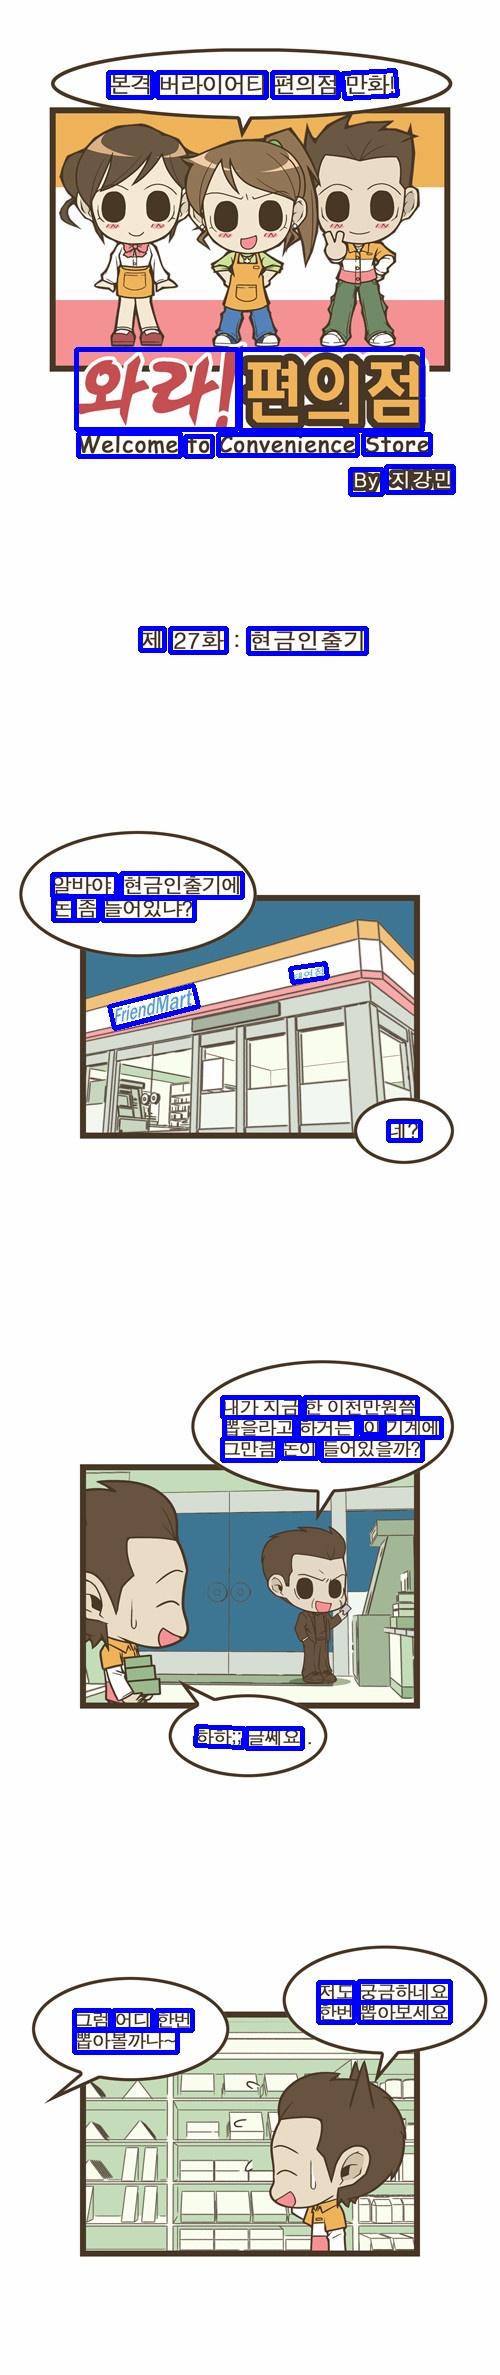 본격 버라이어티 편의점 만화!
와라! 편의점
Welcome to Convenience Store
By 지강민
제 27화 : 현금인출기
알바야, 현금인출기에
돈 좀 들어있냐?
FriendMart
네?
내가 지금 한 이천만원쯤
뽑을라고 하거든 이 기계에
그만큼 돈이 들어있을까?
하하;; 글쎄요 .
저도 궁금하네요
한번 뽑아보세요
그럼 어디 한번
뽑아볼까나~